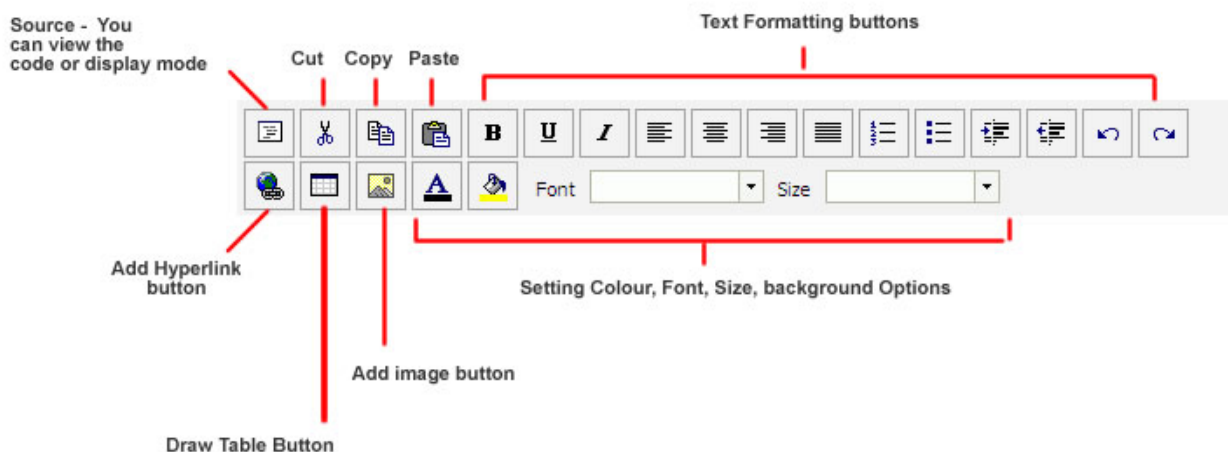 Source -  You
can view the
code or display mode
Cut
Copy
Paste
Text Formatting buttons
B
U
I
Font
Size
A
Add Hyperlink
button
Setting Colour, Font, Size, background Options
Add image button
Draw Table Button